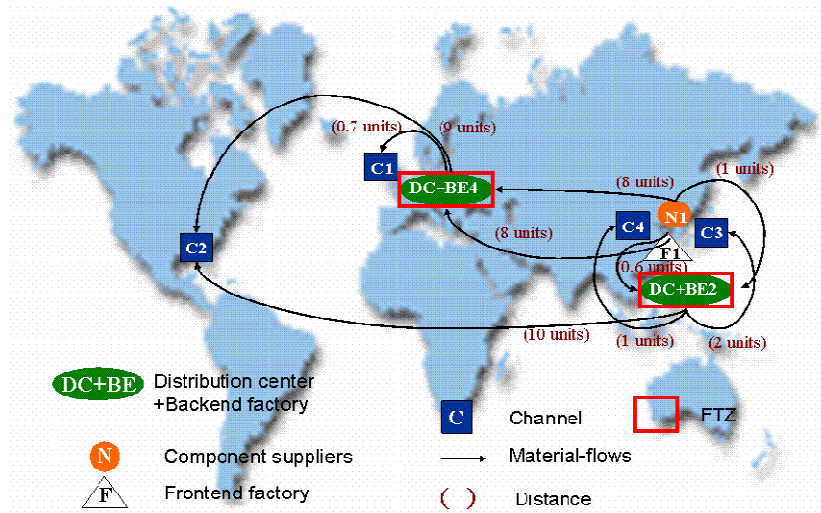 (0.7 units)
(9 units)
C1
DC-BE4
(8 units)
(1 units)
N1
C4
C3
C2
(8 units)
F1
(0.6 units)
DC+BE2
(10 units)
(1 units)
(2 units)
DC+BE
Distribution center
+Backend factory
C
Channel
FTZ
N
Component suppliers
Material-flows
F
Frontend factory
( )
Distance